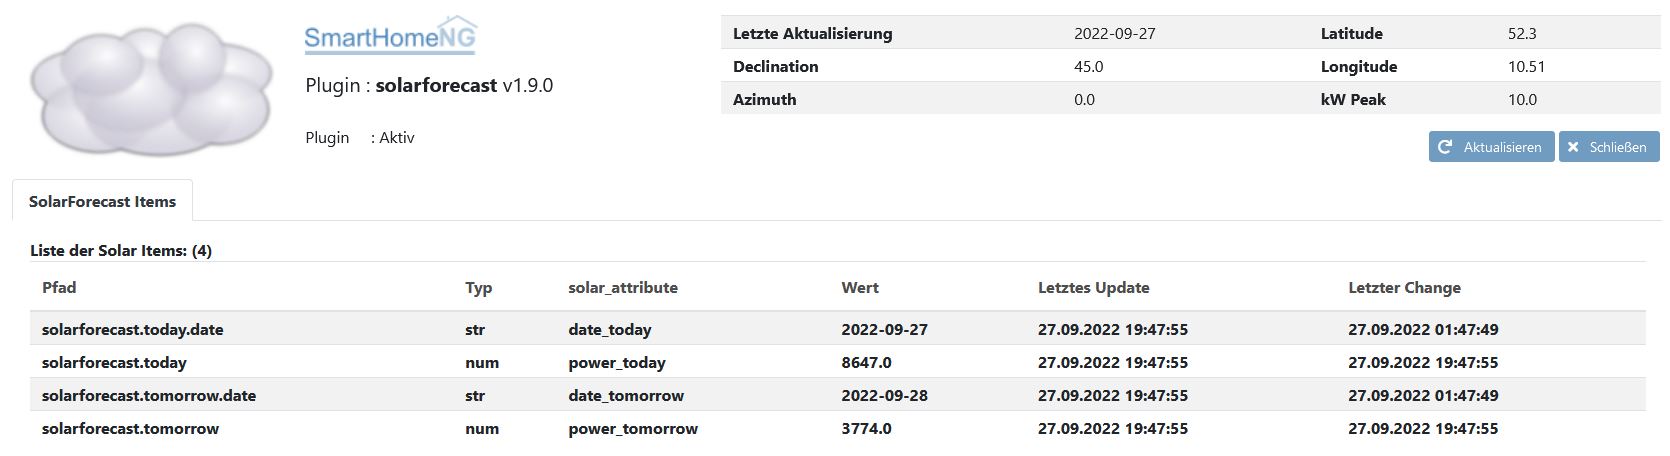 SmartHomeNG
Plugin : solarforecast v1.9.0
Plugin : Aktiv
Letzte Aktualisierung 2022-09-27 Latitude 52.3
Declination 45.0 Longitude 10.51
Azimuth 0.0 kW Peak 10.0
Aktualisieren Schließen
SolarForecast Items
Liste der Solar Items: (4)
Pfad Typ solar_attribute Wert Letztes Update Letzter Change
solarforecast.today.date str date_today 2022-09-27 27.09.2022 19:47:55 27.09.2022 01:47:49
solarforecast.today num power_today 8647.0 27.09.2022 19:47:55 27.09.2022 19:47:55
solarforecast.tomorrow.date str date_tomorrow 2022-09-28 27.09.2022 19:47:55 27.09.2022 01:47:49
solarforecast.tomorrow num power_tomorrow 3774.0 27.09.2022 19:47:55 27.09.2022 19:47:55